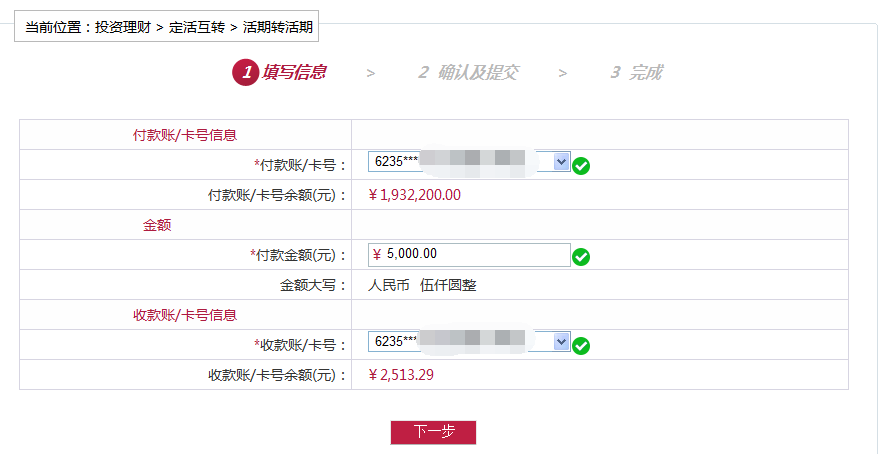 当前位置：投资理财 > 定活互转 > 活期转活期
1 填写信息 > 2 确认及提交 > 3 完成
付款账/卡号信息
*付款账/卡号： 6235***
付款账/卡号余额(元)： ￥1,932,200.00
金额
*付款金额(元)： ￥ 5,000.00
金额大写： 人民币 伍仟圆整
收款账/卡号信息
*收款账/卡号： 6235***
收款账/卡号余额(元)： ￥2,513.29
下一步